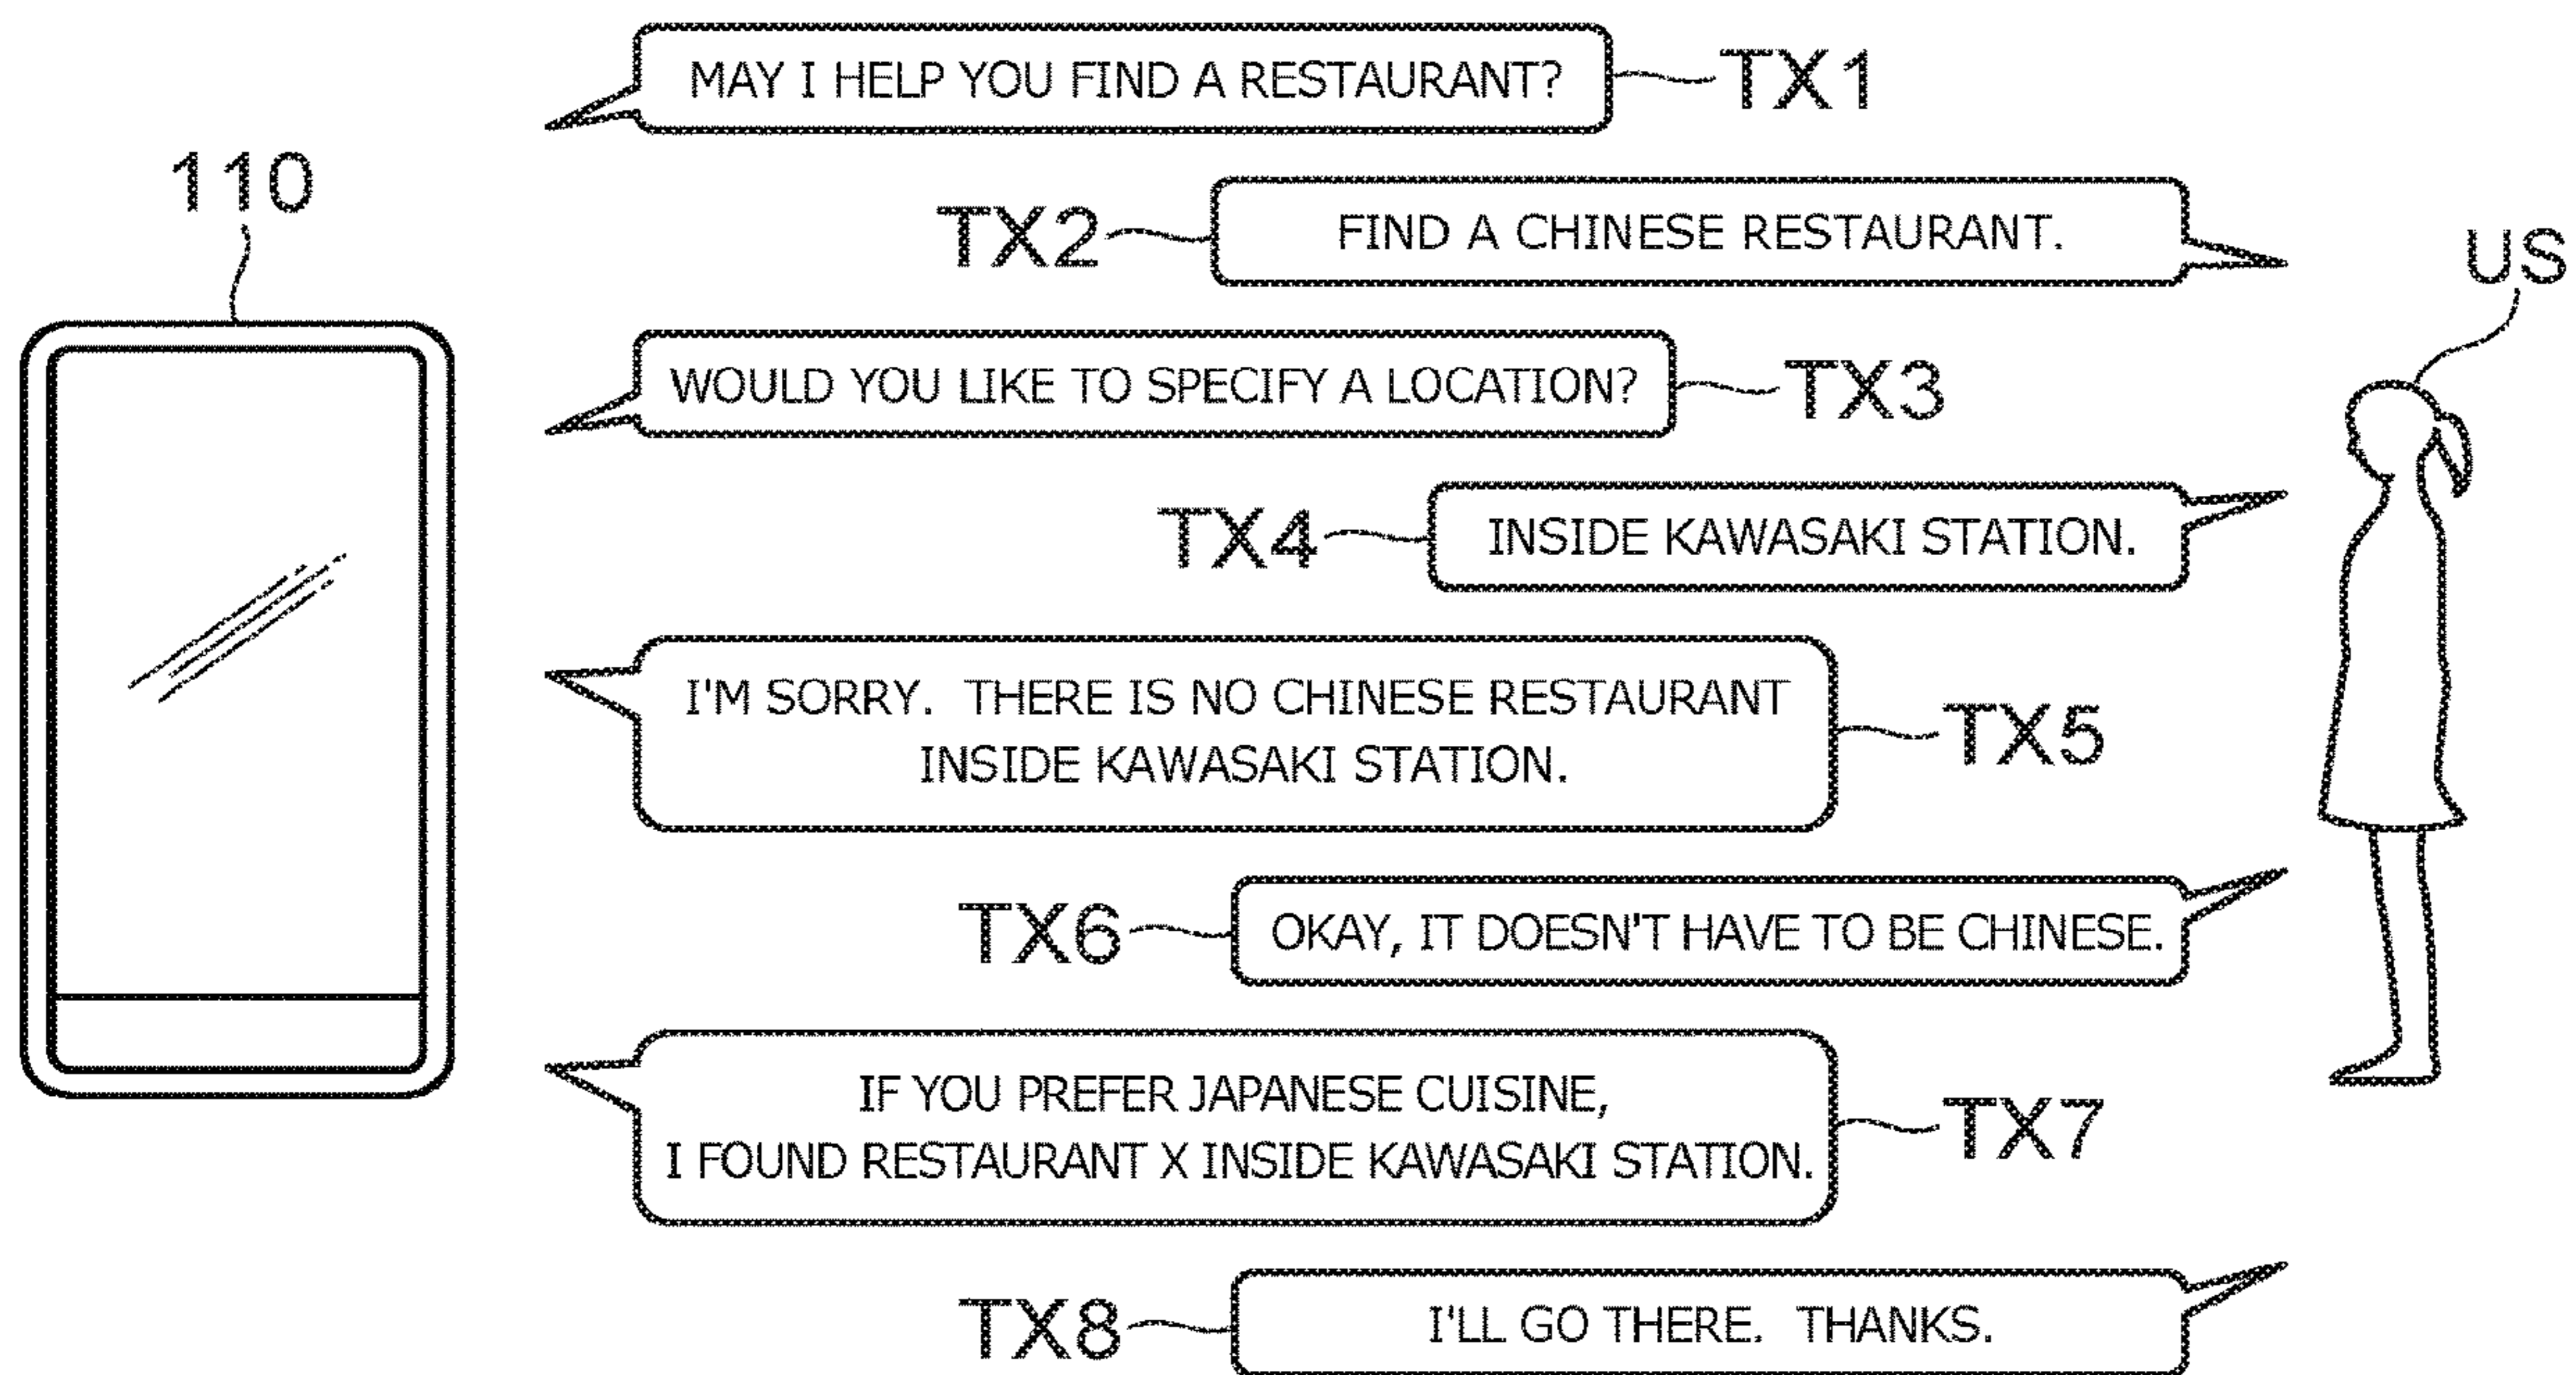 MAY I HELP YOU FIND A RESTAURANT?
TX1
110
TX2
FIND A CHINESE RESTAURANT.
US
WOULD YOU LIKE TO SPECIFY A LOCATION?
TX3
TX4
INSIDE KAWASAKI STATION.
I'M SORRY. THERE IS NO CHINESE RESTAURANT
INSIDE KAWASAKI STATION.
TX5
TX6
OKAY, IT DOESN'T HAVE TO BE CHINESE.
IF YOU PREFER JAPANESE CUISINE,
I FOUND RESTAURANT X INSIDE KAWASAKI STATION.
TX7
TX8
I'LL GO THERE. THANKS.